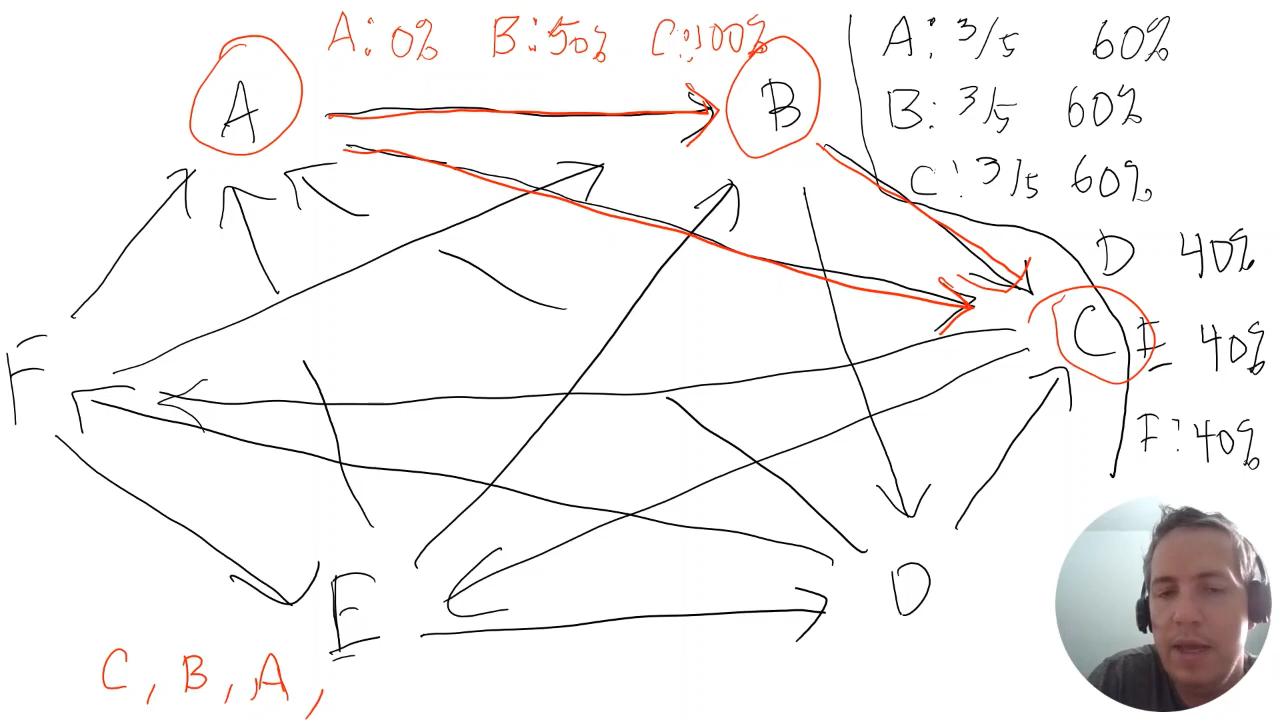 A: 0% B: 50% C: 100%
A: 3/5 60%
B: 3/5 60%
C: 3/5 60%
D 40%
E 40%
F: 40%
A
B
C
F
E
D
C, B, A,